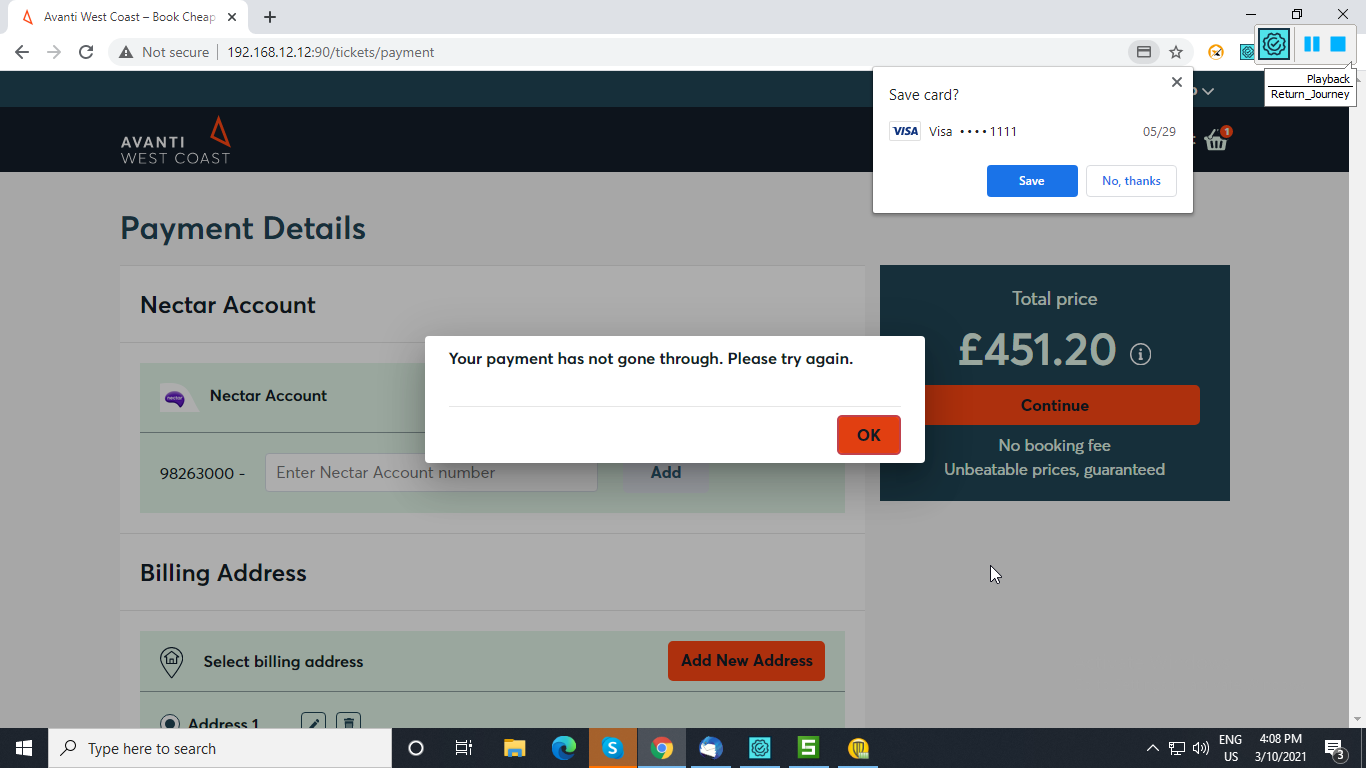 Avanti West Coast – Book Cheap
Not secure
192.168.12.12:90/tickets/payment
Playback
Return_Journey
Save card?
VISA
Visa •••• 1111
05/29
Save
No, thanks
AVANTI
WEST COAST
1
Payment Details
Nectar Account
nectar
Nectar Account
98263000 -
Enter Nectar Account number
Add
Total price
£451.20
Continue
No booking fee
Unbeatable prices, guaranteed
Your payment has not gone through. Please try again.
OK
Billing Address
Select billing address
Add New Address
Address 1
Type here to search
S
S
ENG
US
4:08 PM
3/10/2021
3